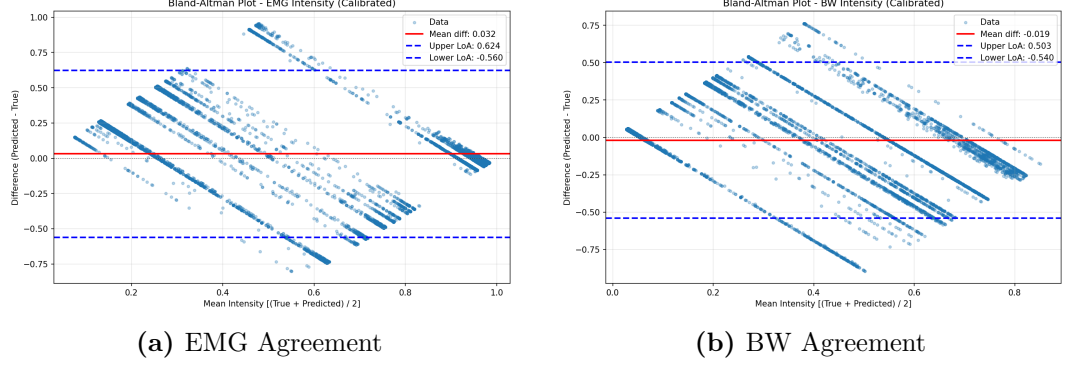 Bland-Altman Plot - EMG Intensity (Calibrated)
1.00
0.75
0.50
0.25
0.00
−0.25
−0.50
−0.75
Difference (Predicted - True)
Data
Mean diff: 0.032
Upper LoA: 0.624
Lower LoA: -0.560
0.2
0.4
0.6
0.8
1.0
Mean Intensity [(True + Predicted) / 2]
(a) EMG Agreement
Bland-Altman Plot - BW Intensity (Calibrated)
0.75
0.50
0.25
0.00
−0.25
−0.50
−0.75
Difference (Predicted - True)
Data
Mean diff: -0.019
Upper LoA: 0.503
Lower LoA: -0.540
0.0
0.2
0.4
0.6
0.8
Mean Intensity [(True + Predicted) / 2]
(b) BW Agreement